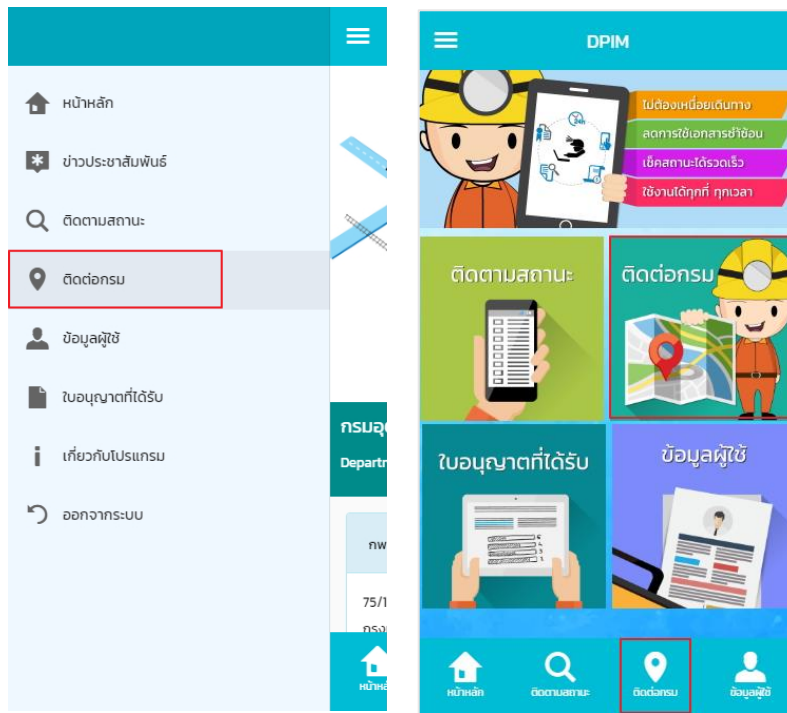 หน้าหลัก
ข่าวประชาสัมพันธ์
ติดตามสถานะ
ติดต่อกรม
ข้อมูลผู้ใช้
ใบอนุญาตที่ได้รับ
เกี่ยวกับโปรแกรม
ออกจากระบบ
กรมอุ
Departr
กพ
75/1
หน้าห
DPIM
ไม่ต้องเหนื่อยเดินทาง
ลดการใช้เอกสารซ้ำซ้อน
เช็คสถานะได้รวดเร็ว
ใช้งานได้ทุกที่ ทุกเวลา
ติดตามสถานะ
ติดต่อกรม
24h
ใบอนุญาตที่ได้รับ
ข้อมูลผู้ใช้
หน้าหลัก
ติดตามสถานะ
ติดต่อกรม
ข้อมูลผู้ใช้